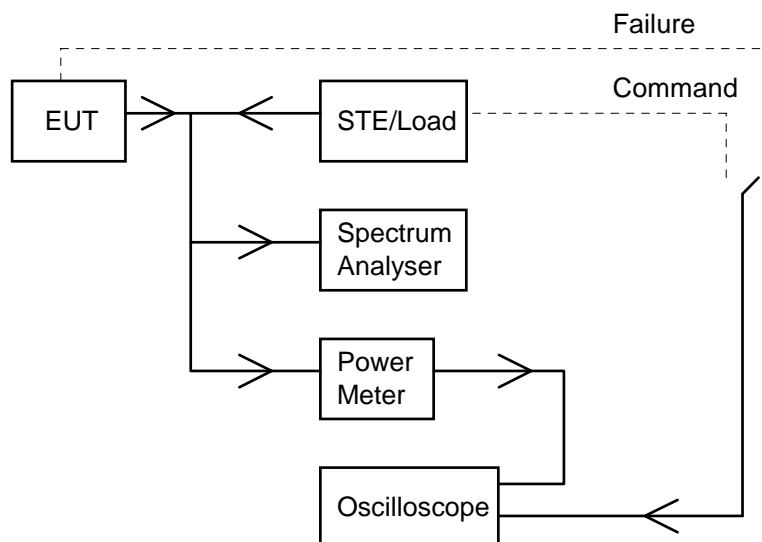 Failure
EUT
STE/Load
Command
Spectrum
Analyser
Power
Meter
Oscilloscope